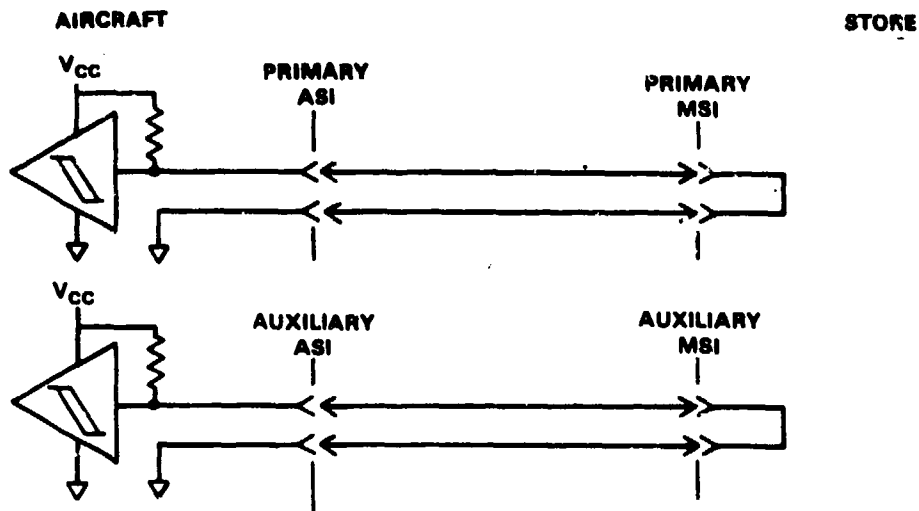 AIRCRAFT
STORE
VCC
PRIMARY
ASI
PRIMARY
MSI
VCC
AUXILIARY
ASI
AUXILIARY
MSI